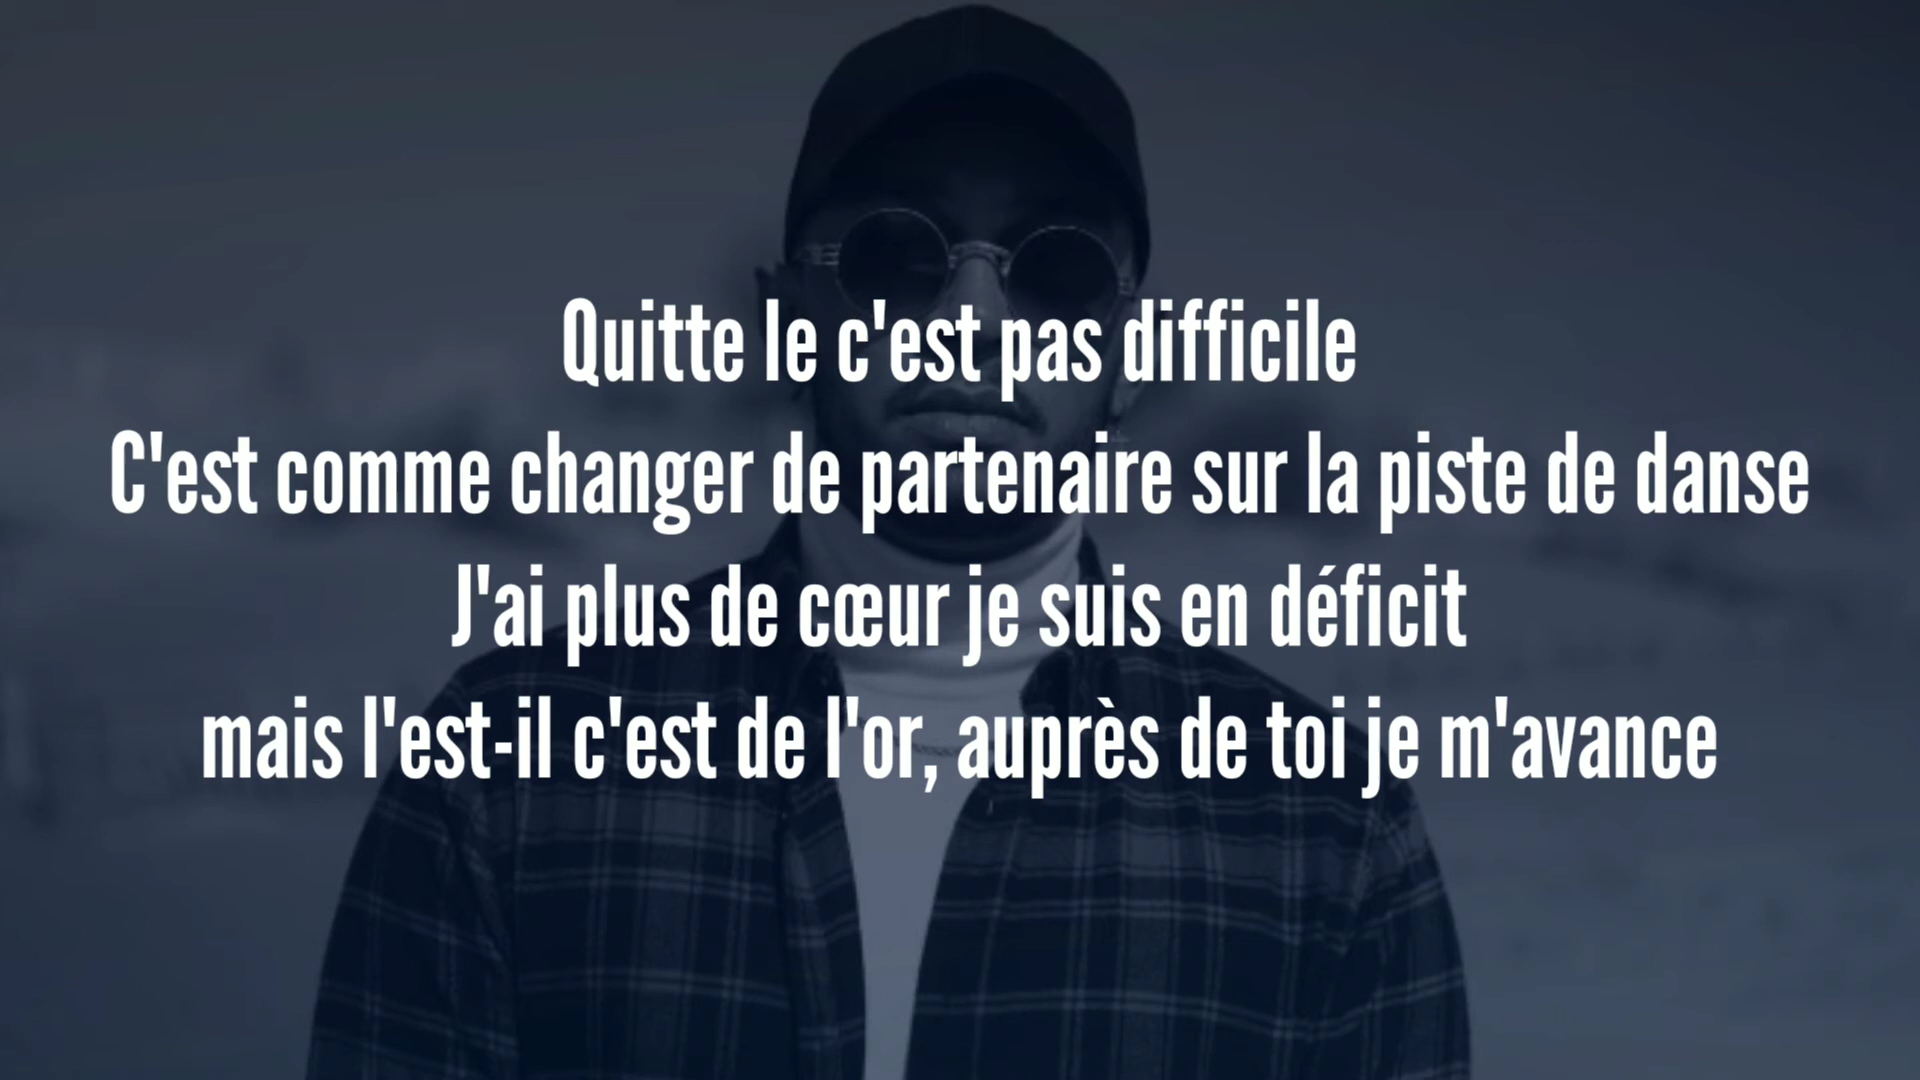 Quitte le c'est pas difficile
C'est comme changer de partenaire sur la piste de danse
J'ai plus de cœur je suis en déficit
mais l'est-il c'est de l'or, auprès de toi je m'avance